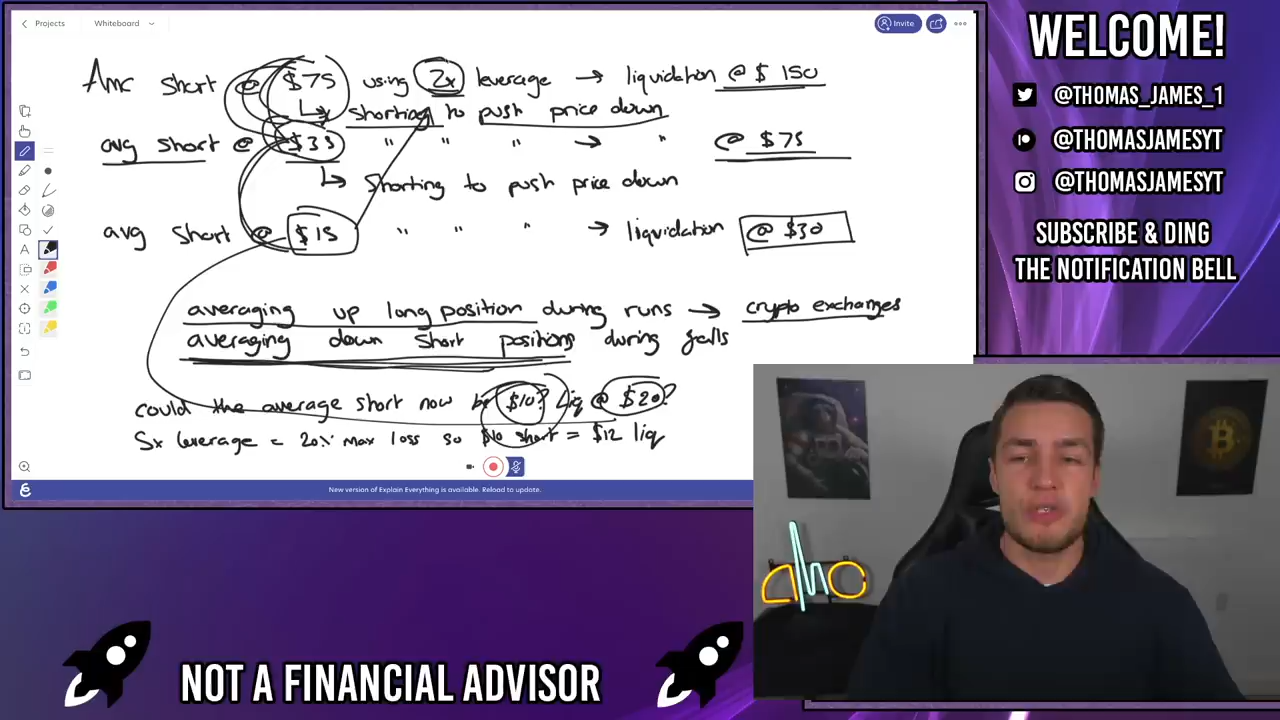 Projects
Whiteboard
Invite
Amc short @ $75 using 2x leverage → liquidation @ $ 150
↳ shorting to push price down
avg short @ $35 " " " → " @ $75
↳ Shorting to push price down
avg short @ $15 " " " → liquidation @ $30
averaging up long position during runs → crypto exchanges
averaging down short positions during falls
could the average short now be $10? Liq @ $20?
5x leverage = 20% max loss so $10 short = $12 liq
New version of Explain Everything is available. Reload to update.
WELCOME!
@THOMAS_JAMES_1
@THOMASJAMESYT
@THOMASJAMESYT
SUBSCRIBE & DING
THE NOTIFICATION BELL
NOT A FINANCIAL ADVISOR